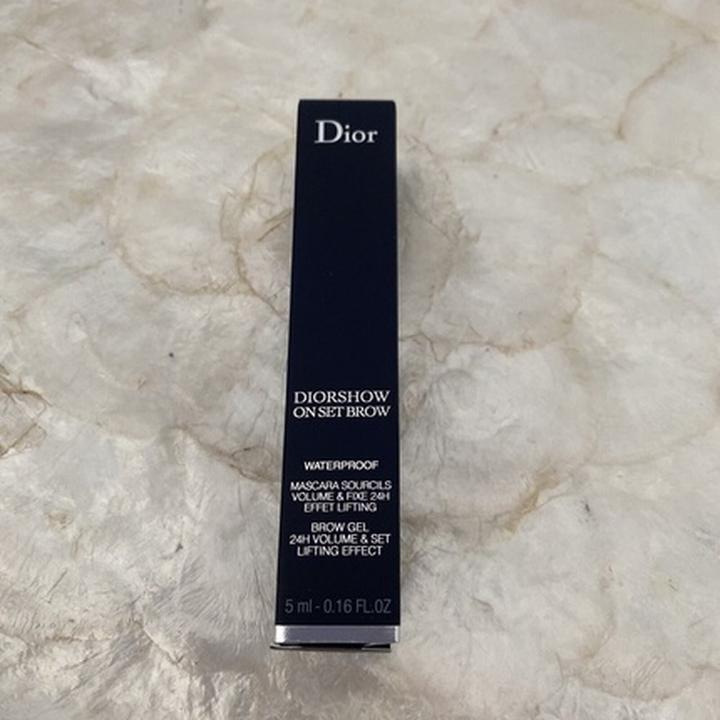 Dior
DIORSHOW
ON SET BROW
WATERPROOF
MASCARA SOURCILS
VOLUME & FIXE 24H
EFFET LIFTING
BROW GEL
24H VOLUME & SET
LIFTING EFFECT
5 ml - 0.16 FL.OZ